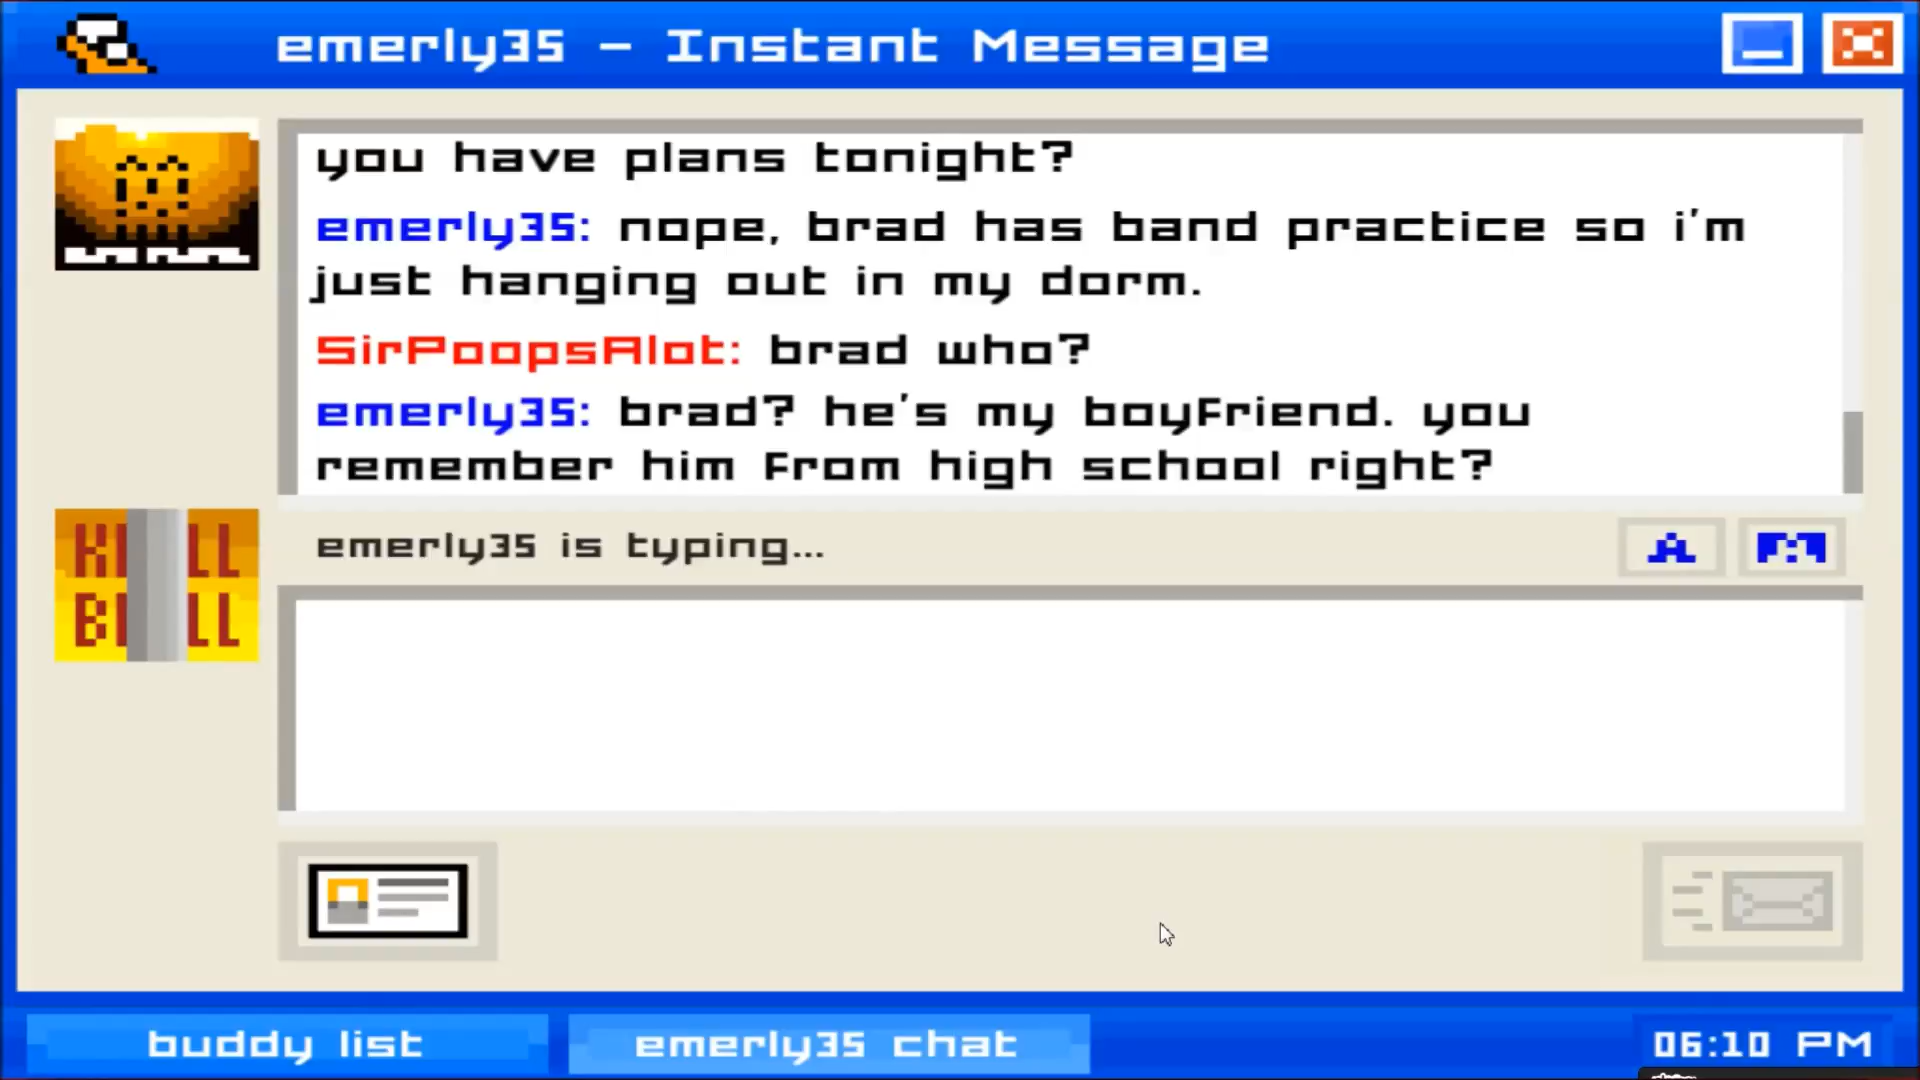 emerly35 - Instant Message
you have plans tonight?
emerly35: nope, brad has band practice so i'm
just hanging out in my dorm.
SirPoopsAlot: brad who?
emerly35: brad? he's my boyfriend. you
remember him from high school right?
emerly35 is typing...
A
KILL
BILL
buddy list
emerly35 chat
06:10 PM